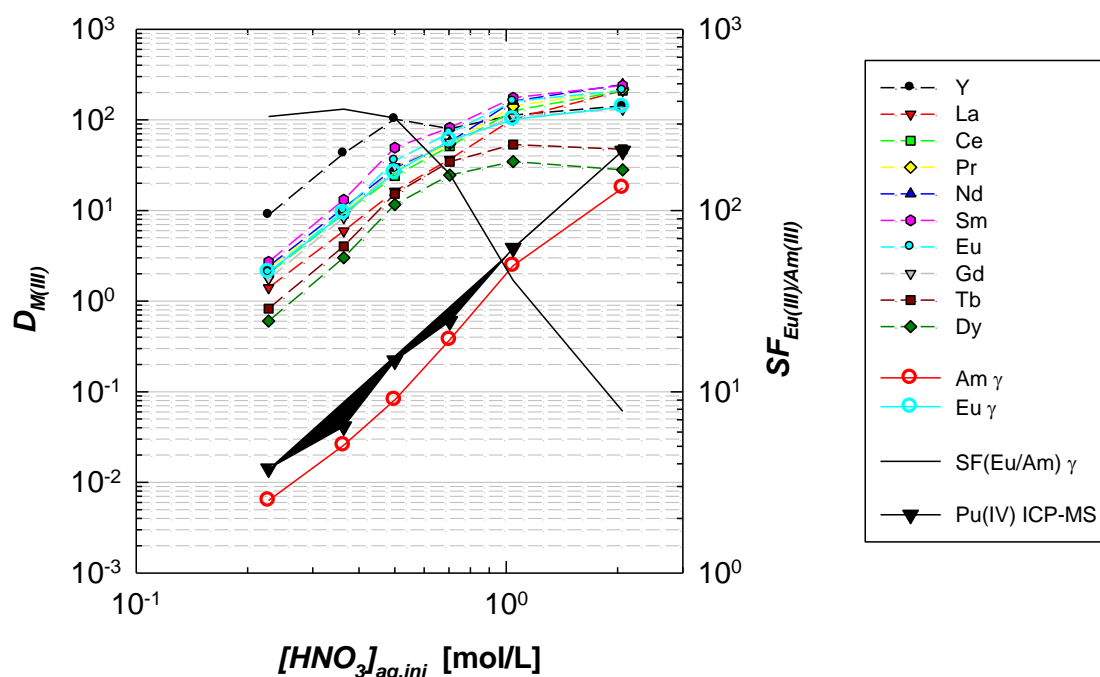 10³
10²
10¹
10⁰
10⁻¹
10⁻²
10⁻³
D_M(III)
10⁻¹
10⁰
[HNO₃]_aq,ini [mol/L]
10³
10²
10¹
10⁰
SF_Eu(III)/Am(III)
Y
La
Ce
Pr
Nd
Sm
Eu
Gd
Tb
Dy
Am γ
Eu γ
SF(Eu/Am) γ
Pu(IV) ICP-MS